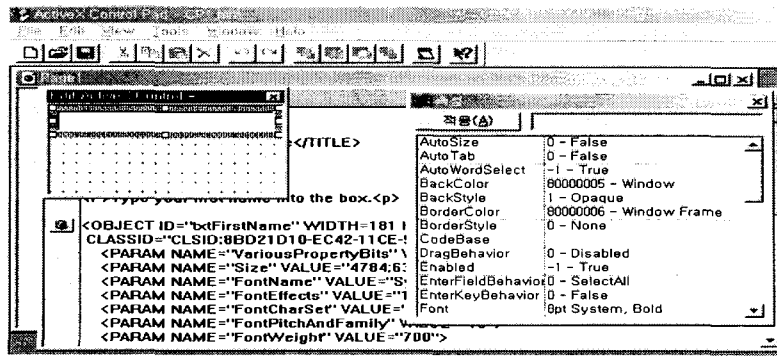 ActiveX Control Pad -
File Edit View Tools Window Help
Edit ActiveX Control -
</TITLE>
your first name into the box.<p>
<OBJECT ID="txtFirstName" WIDTH=181
CLASSID="CLSID:8BD21D10-EC42-11CE-
<PARAM NAME="VariousPropertyBits"
<PARAM NAME="Size" VALUE="4784;
<PARAM NAME="FontName" VALUE=
<PARAM NAME="FontEffects" VALUE="1
<PARAM NAME="FontCharSet" VALUE=
<PARAM NAME="FontPitchAndFamily"
<PARAM NAME="FontWeight" VALUE="700">
적용(A)
AutoSize 0 - False
AutoTab 0 - False
AutoWordSelect -1 - True
BackColor 80000005 - Window
BackStyle 1 - Opaque
BorderColor 80000006 - Window Frame
BorderStyle 0 - None
CodeBase
DragBehavior 0 - Disabled
Enabled -1 - True
EnterFieldBehavior 0 - SelectAll
EnterKeyBehavior 0 - False
Font 8pt System, Bold